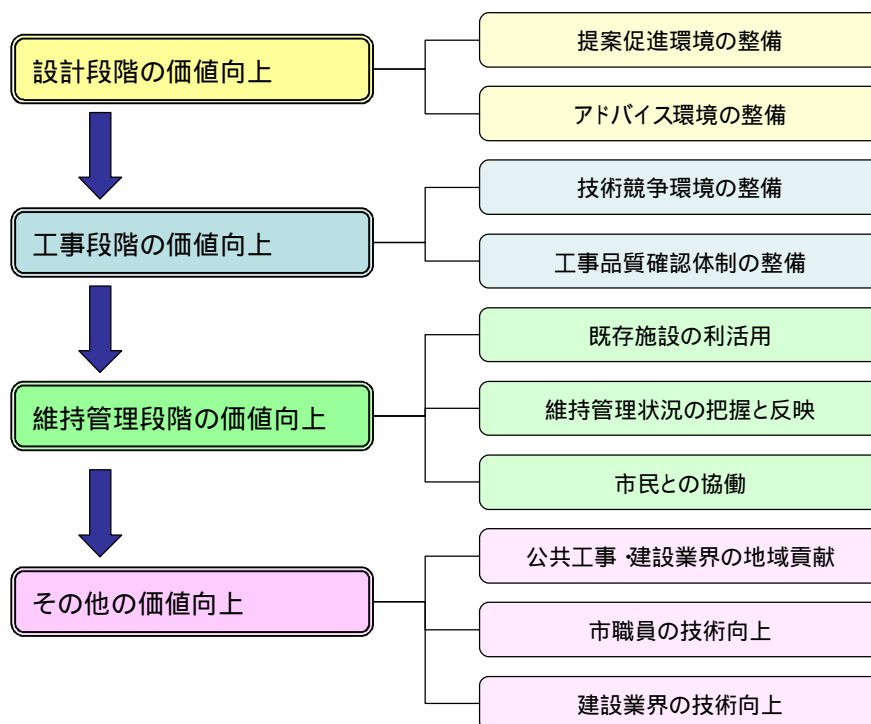 設計段階の価値向上
提案促進環境の整備
アドバイス環境の整備
工事段階の価値向上
技術競争環境の整備
工事品質確認体制の整備
維持管理段階の価値向上
既存施設の利活用
維持管理状況の把握と反映
市民との協働
その他の価値向上
公共工事・建設業界の地域貢献
市職員の技術向上
建設業界の技術向上